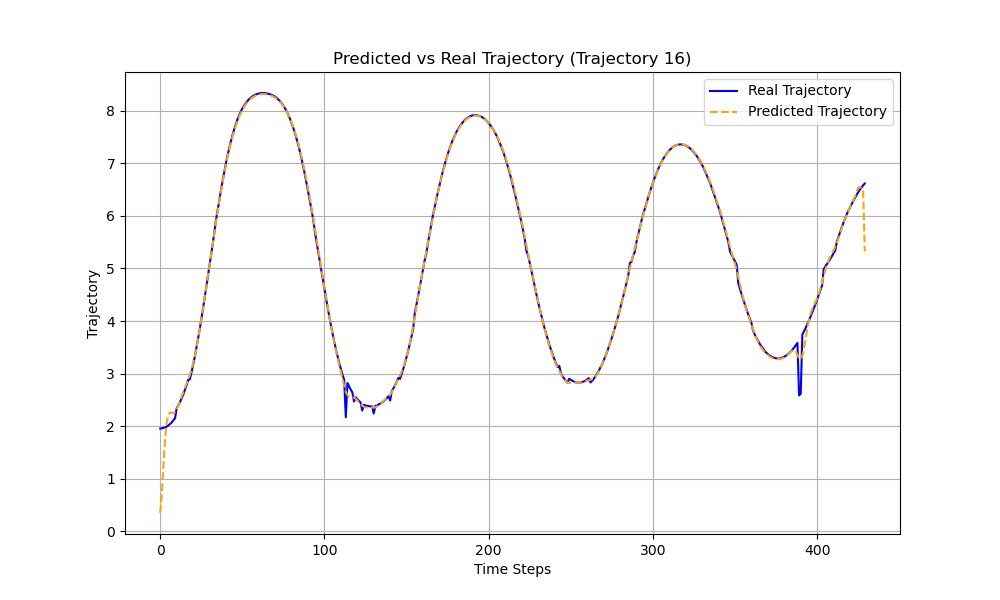 Predicted vs Real Trajectory (Trajectory 16)
Real Trajectory
Predicted Trajectory
Trajectory
8
7
6
5
4
3
2
1
0
0 100 200 300 400
Time Steps